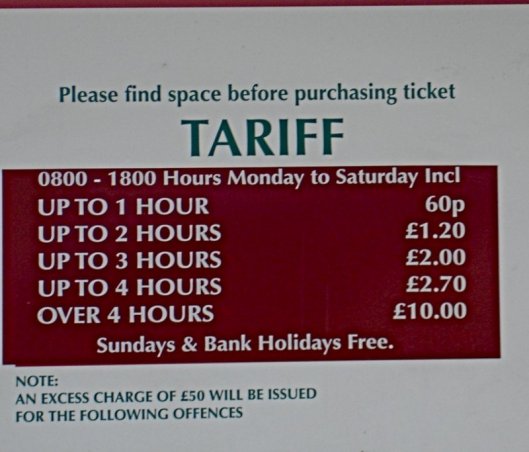 Please find space before purchasing ticket
TARIFF
0800 - 1800 Hours Monday to Saturday Incl
UP TO 1 HOUR 60p
UP TO 2 HOURS £1.20
UP TO 3 HOURS £2.00
UP TO 4 HOURS £2.70
OVER 4 HOURS £10.00
Sundays & Bank Holidays Free.
NOTE:
AN EXCESS CHARGE OF £50 WILL BE ISSUED
FOR THE FOLLOWING OFFENCES